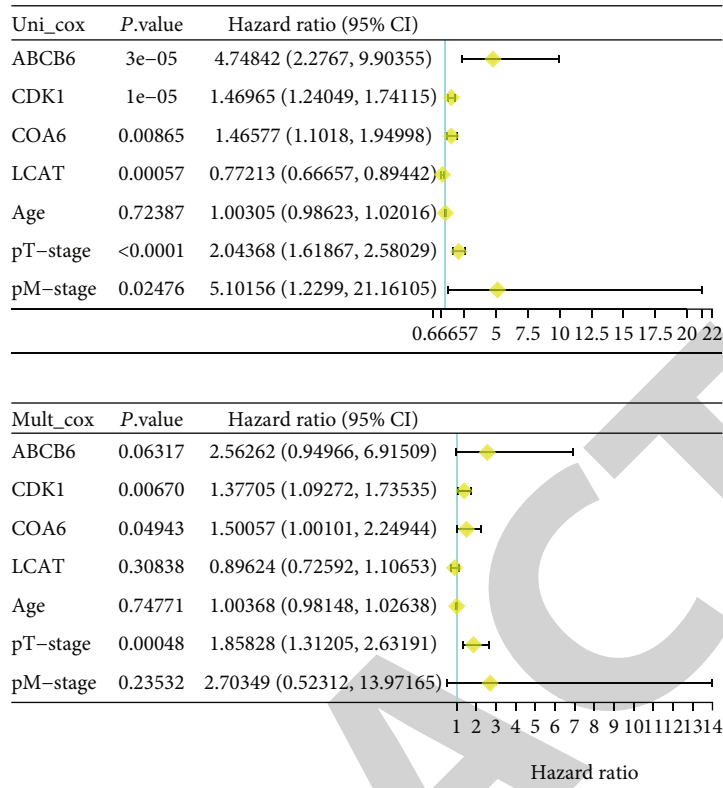 Uni_cox P.value Hazard ratio (95% CI)
ABCB6 3e−05 4.74842 (2.2767, 9.90355)
CDK1 1e−05 1.46965 (1.24049, 1.74115)
COA6 0.00865 1.46577 (1.1018, 1.94998)
LCAT 0.00057 0.77213 (0.66657, 0.89442)
Age 0.72387 1.00305 (0.98623, 1.02016)
pT−stage <0.0001 2.04368 (1.61867, 2.58029)
pM−stage 0.02476 5.10156 (1.2299, 21.16105)
0.66657 5 7.5 10 12.5 15 17.5 20 22
Mult_cox P.value Hazard ratio (95% CI)
ABCB6 0.06317 2.56262 (0.94966, 6.91509)
CDK1 0.00670 1.37705 (1.09272, 1.73535)
COA6 0.04943 1.50057 (1.00101, 2.24944)
LCAT 0.30838 0.89624 (0.72592, 1.10653)
Age 0.74771 1.00368 (0.98148, 1.02638)
pT−stage 0.00048 1.85828 (1.31205, 2.63191)
pM−stage 0.23532 2.70349 (0.52312, 13.97165)
1 2 3 4 5 6 7 8 9 1011121314
Hazard ratio
ACT